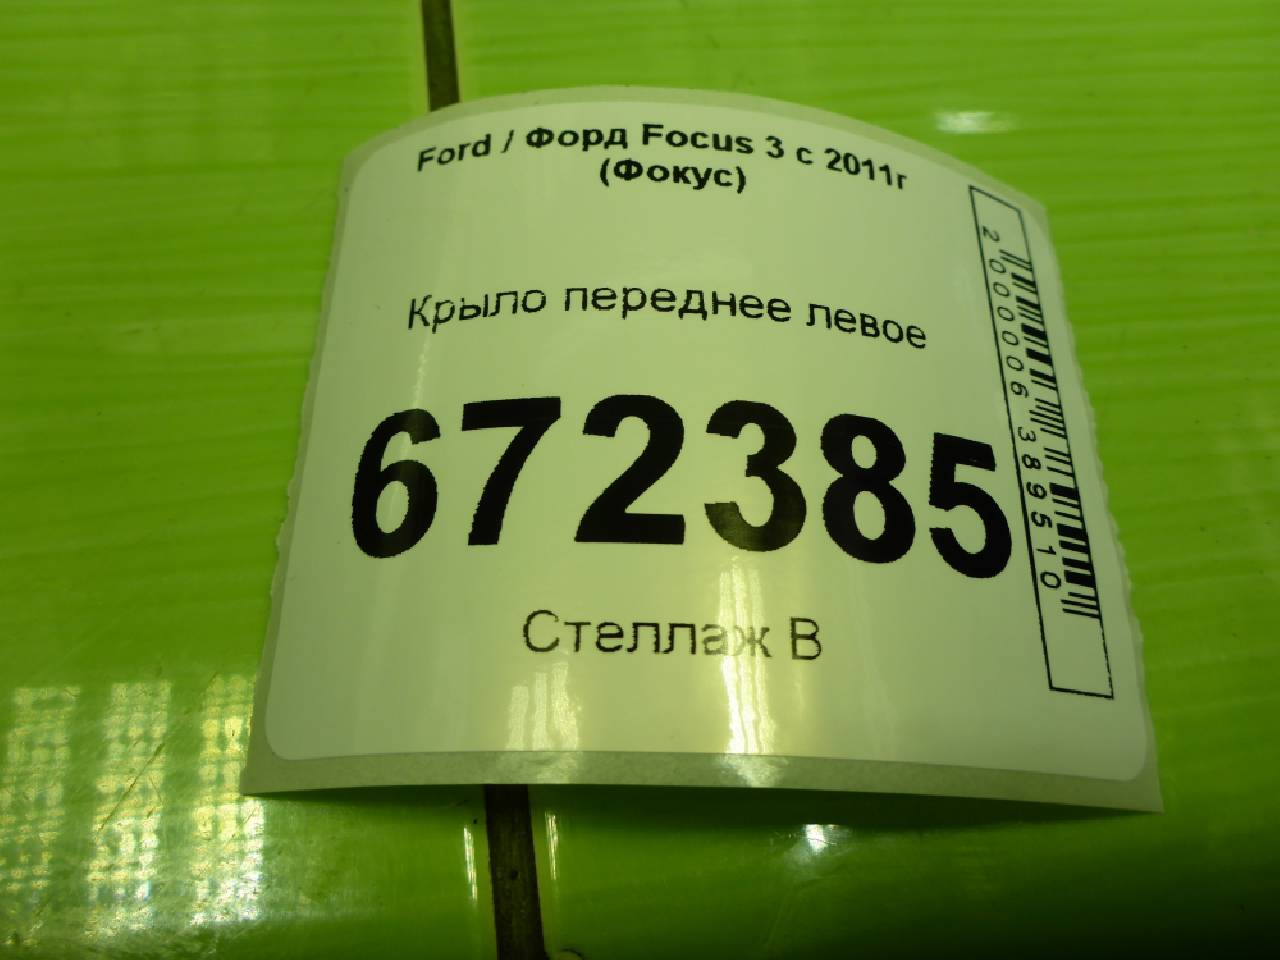 Ford / Форд Focus 3 с 2011г
(Фокус)
Крыло переднее левое
672385
Стеллаж В
2000006389510